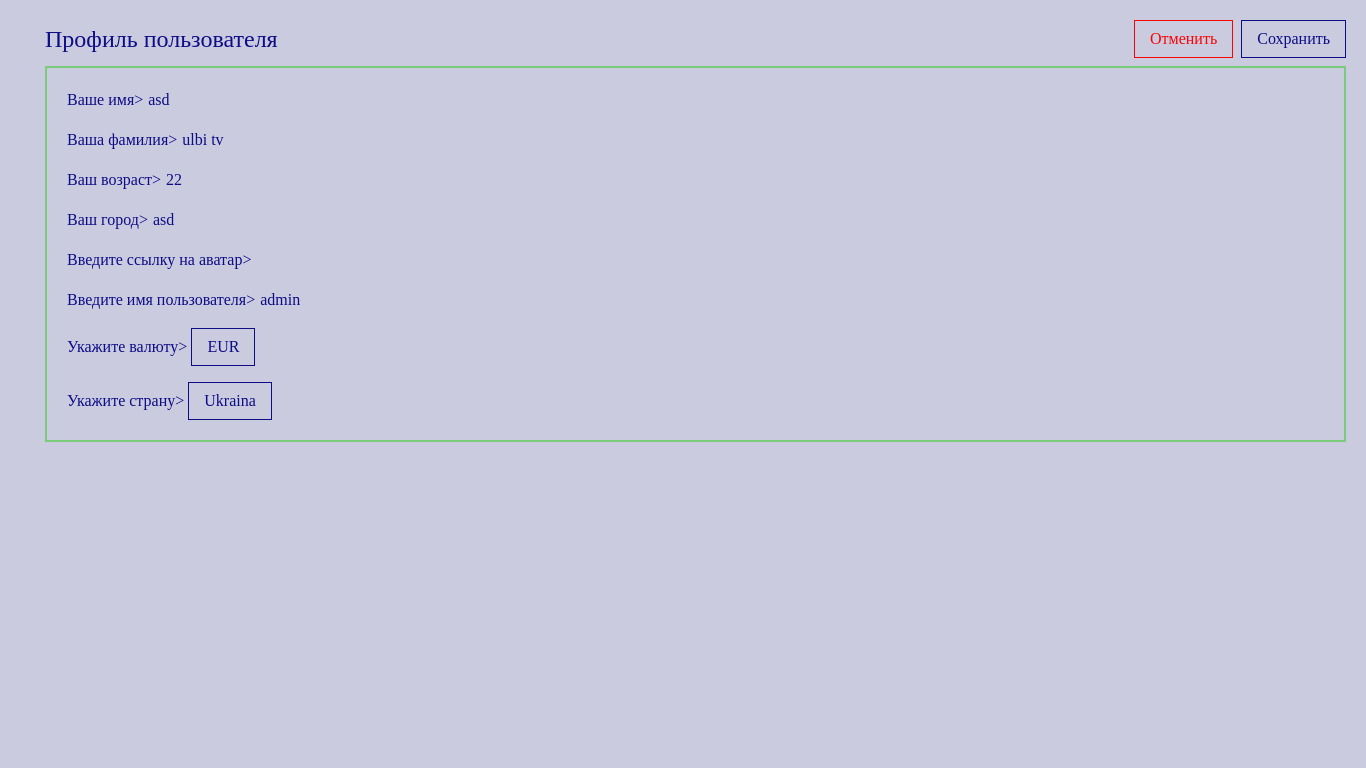 Профиль пользователя
Отменить
Сохранить
Ваше имя> asd
Ваша фамилия> ulbi tv
Ваш возраст> 22
Ваш город> asd
Введите ссылку на аватар>
Введите имя пользователя> admin
Укажите валюту> EUR
Укажите страну> Ukraina